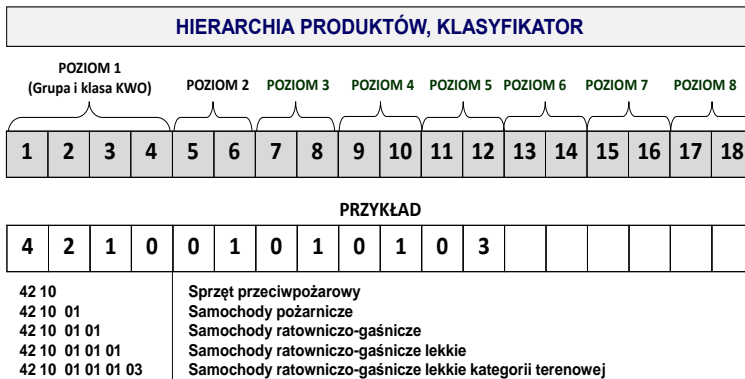 HIERARCHIA PRODUKTÓW, KLASYFIKATOR
POZIOM 1
(Grupa i klasa KWO) POZIOM 2 POZIOM 3 POZIOM 4 POZIOM 5 POZIOM 6 POZIOM 7 POZIOM 8
1 2 3 4 5 6 7 8 9 10 11 12 13 14 15 16 17 18
PRZYKŁAD
4 2 1 0 0 1 0 1 0 1 0 3
42 10 Sprzęt przeciwpożarowy
42 10 01 Samochody pożarnicze
42 10 01 01 Samochody ratowniczo-gaśnicze
42 10 01 01 01 Samochody ratowniczo-gaśnicze lekkie
42 10 01 01 01 03 Samochody ratowniczo-gaśnicze lekkie kategorii terenowej